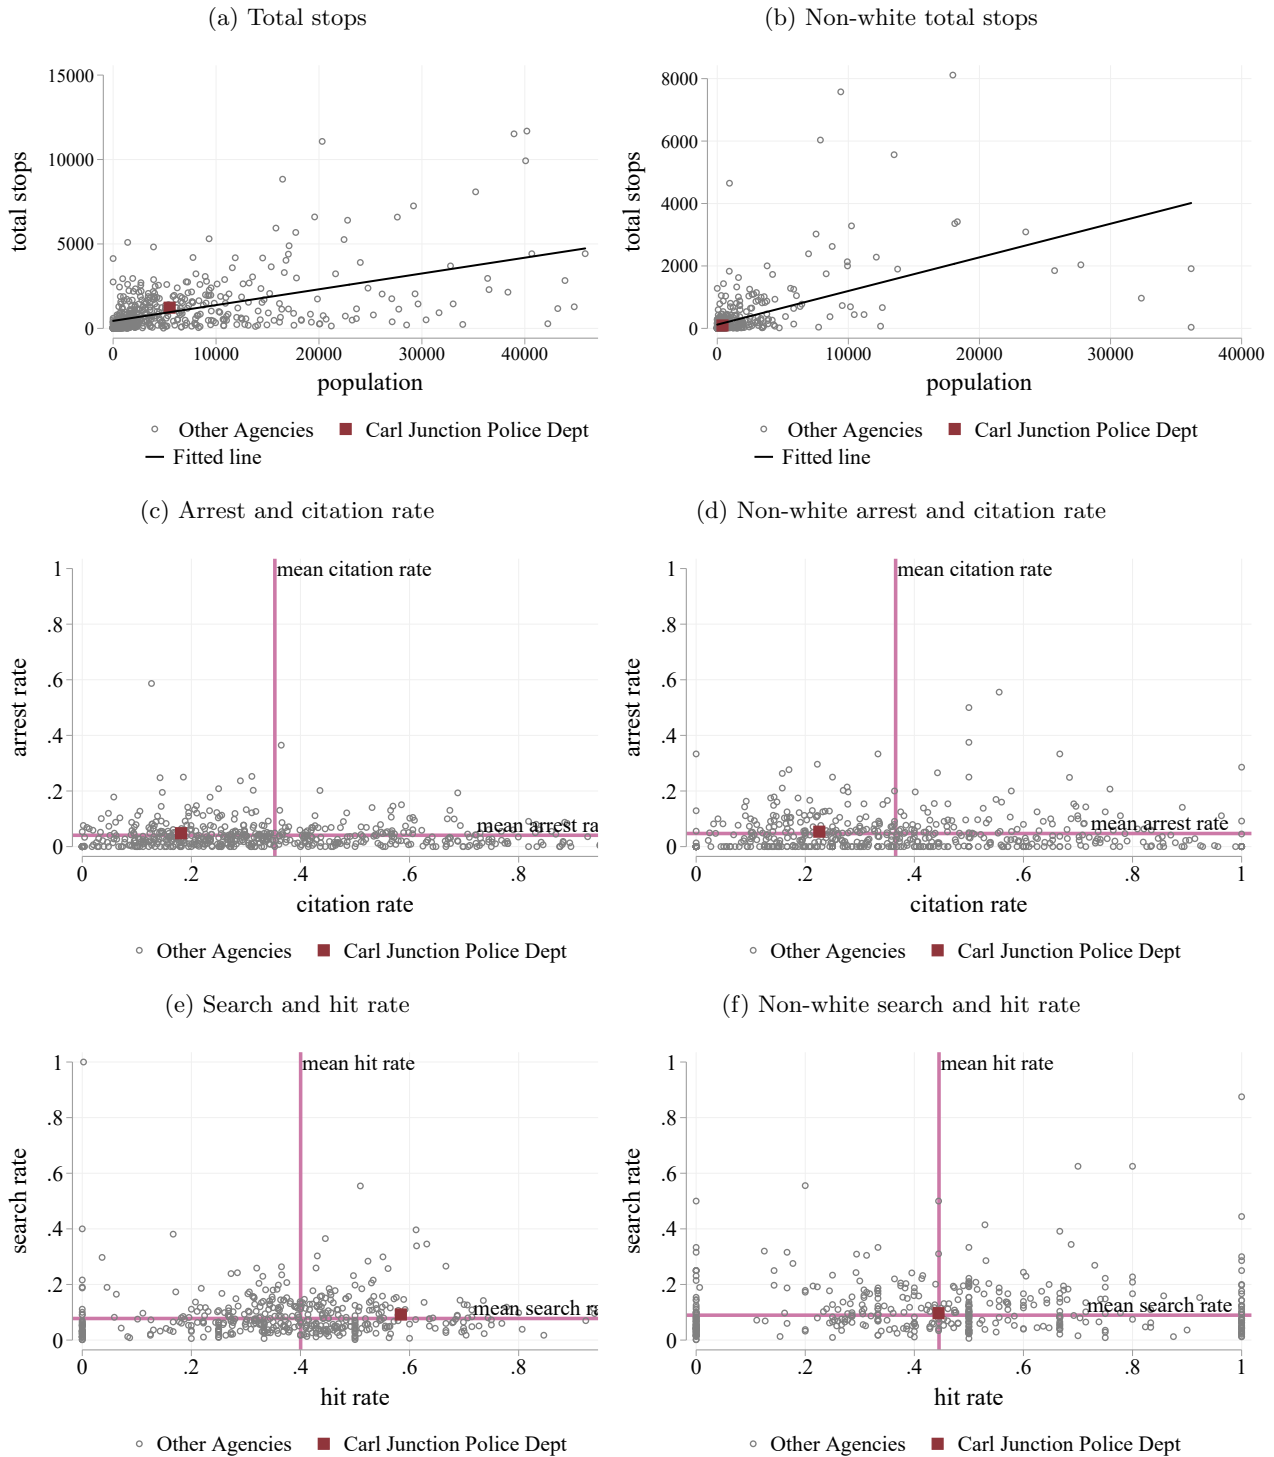 (a) Total stops
15000
10000
5000
0
total stops
0 10000 20000 30000 40000
population
Other Agencies Carl Junction Police Dept
Fitted line
(b) Non-white total stops
8000
6000
4000
2000
0
total stops
0 10000 20000 30000 40000
population
Other Agencies Carl Junction Police Dept
Fitted line
(c) Arrest and citation rate
mean citation rate
1
.8
.6
.4
.2
0
arrest rate
mean arrest ra
0 .2 .4 .6 .8
citation rate
Other Agencies Carl Junction Police Dept
(d) Non-white arrest and citation rate
mean citation rate
1
.8
.6
.4
.2
0
arrest rate
mean arrest rate
0 .2 .4 .6 .8 1
citation rate
Other Agencies Carl Junction Police Dept
(e) Search and hit rate
mean hit rate
1
.8
.6
.4
.2
0
search rate
mean search ra
0 .2 .4 .6 .8
hit rate
Other Agencies Carl Junction Police Dept
(f) Non-white search and hit rate
mean hit rate
1
.8
.6
.4
.2
0
search rate
mean search rate
0 .2 .4 .6 .8 1
hit rate
Other Agencies Carl Junction Police Dept